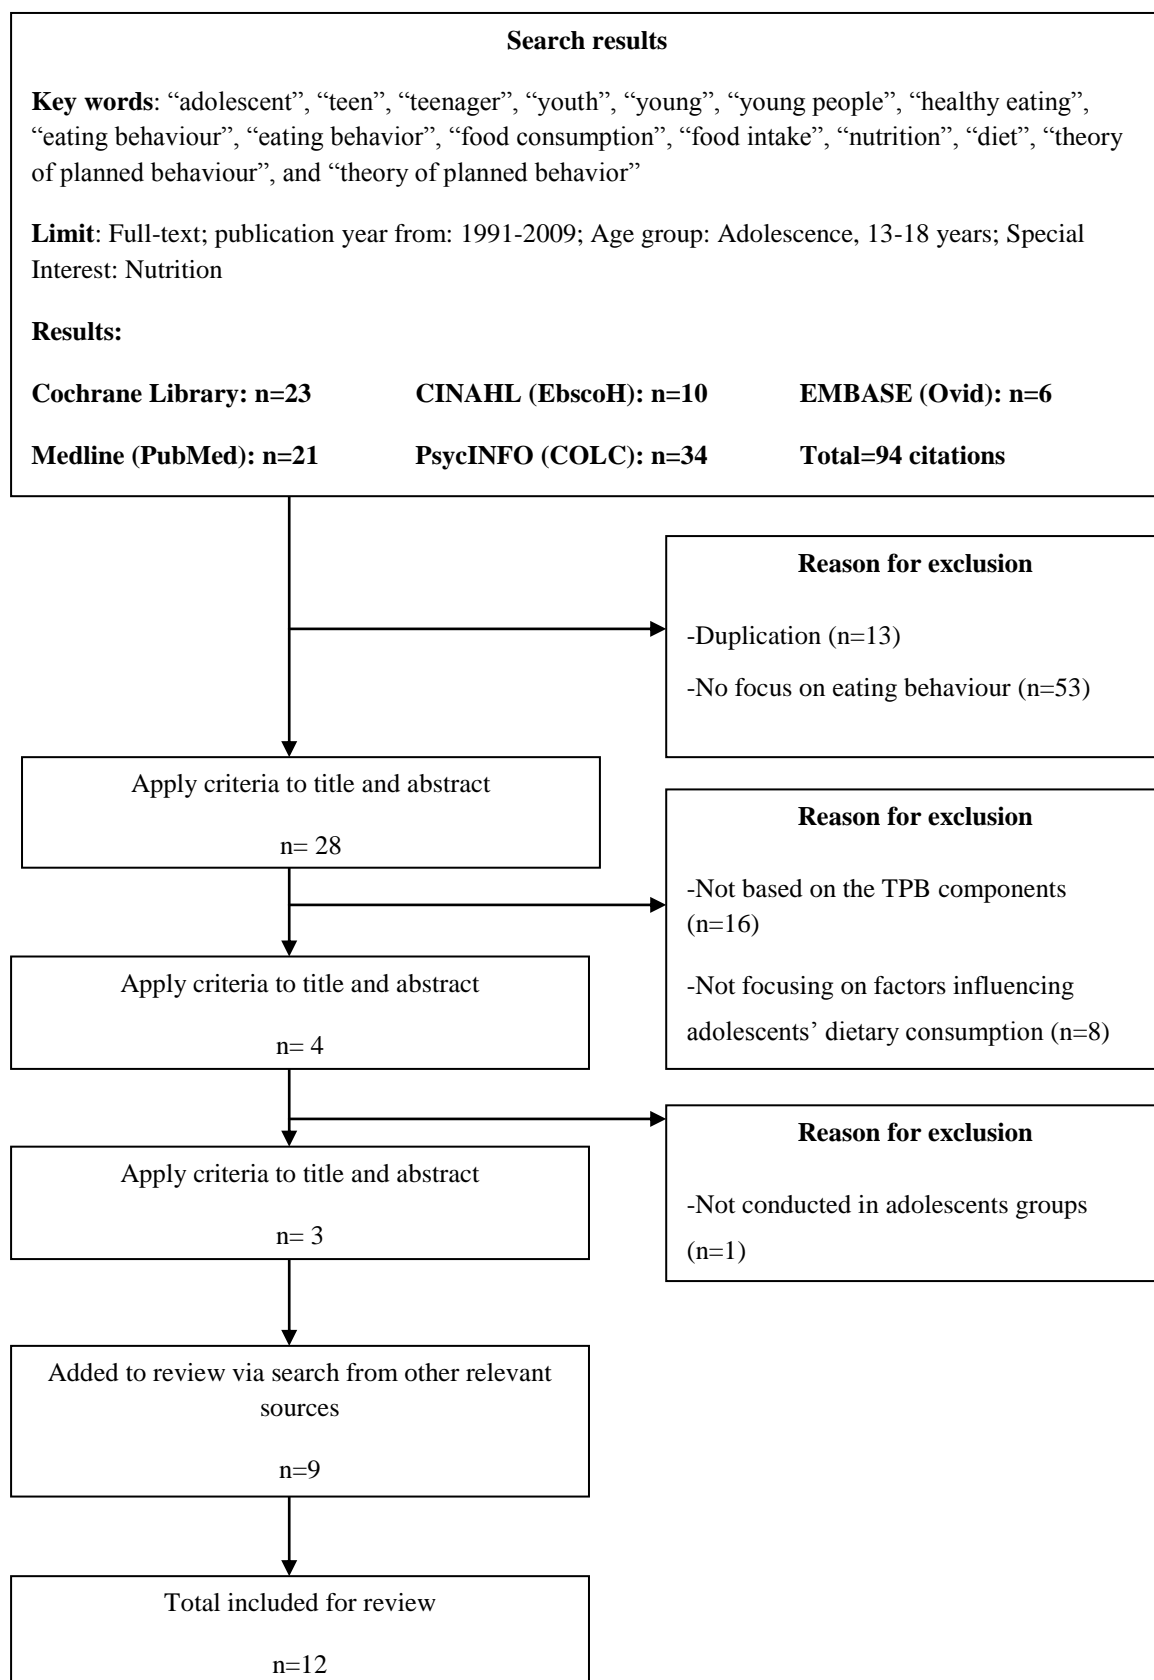 Search results
Key words: “adolescent”, “teen”, “teenager”, “youth”, “young”, “young people”, “healthy eating”,
“eating behaviour”, “eating behavior”, “food consumption”, “food intake”, “nutrition”, “diet”, “theory
of planned behaviour”, and “theory of planned behavior”
Limit: Full-text; publication year from: 1991-2009; Age group: Adolescence, 13-18 years; Special
Interest: Nutrition
Results:
Cochrane Library: n=23 CINAHL (EbscoH): n=10 EMBASE (Ovid): n=6
Medline (PubMed): n=21 PsycINFO (COLC): n=34 Total=94 citations
Reason for exclusion
-Duplication (n=13)
-No focus on eating behaviour (n=53)
Apply criteria to title and abstract
n= 28
Reason for exclusion
-Not based on the TPB components
(n=16)
-Not focusing on factors influencing
adolescents’ dietary consumption (n=8)
Apply criteria to title and abstract
n= 4
Reason for exclusion
-Not conducted in adolescents groups
(n=1)
Apply criteria to title and abstract
n= 3
Added to review via search from other relevant
sources
n=9
Total included for review
n=12